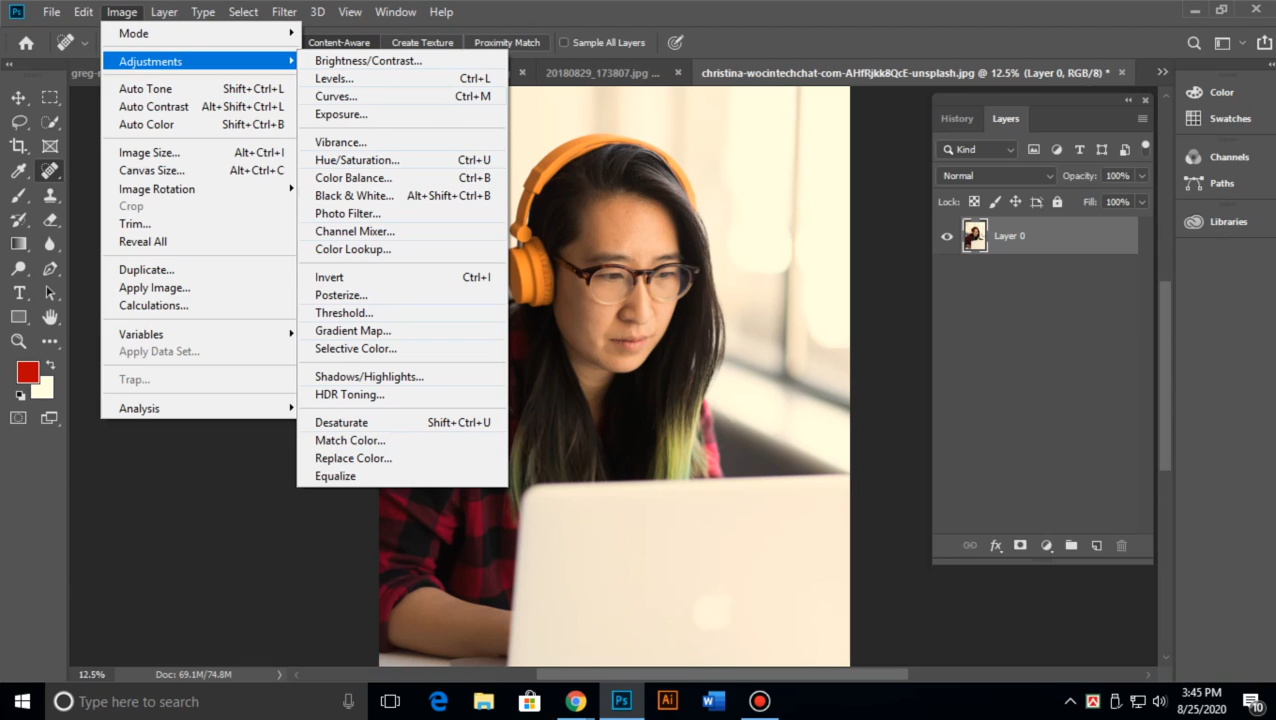 Ps File Edit Image Layer Type Select Filter 3D View Window Help
Content-Aware Create Texture Proximity Match Sample All Layers
greg- 20180829_173807.jpg ... christina-wocintechchat-com-AHfRjkk8QcE-unsplash.jpg @ 12.5% (Layer 0, RGB/8) *
Mode
Adjustments
Auto Tone Shift+Ctrl+L
Auto Contrast Alt+Shift+Ctrl+L
Auto Color Shift+Ctrl+B
Image Size... Alt+Ctrl+I
Canvas Size... Alt+Ctrl+C
Image Rotation
Crop
Trim...
Reveal All
Duplicate...
Apply Image...
Calculations...
Variables
Apply Data Set...
Trap...
Analysis
Brightness/Contrast...
Levels... Ctrl+L
Curves... Ctrl+M
Exposure...
Vibrance...
Hue/Saturation... Ctrl+U
Color Balance... Ctrl+B
Black & White... Alt+Shift+Ctrl+B
Photo Filter...
Channel Mixer...
Color Lookup...
Invert Ctrl+I
Posterize...
Threshold...
Gradient Map...
Selective Color...
Shadows/Highlights...
HDR Toning...
Desaturate Shift+Ctrl+U
Match Color...
Replace Color...
Equalize
History Layers
Kind
Normal Opacity: 100%
Lock: Fill: 100%
Layer 0
Color
Swatches
Channels
Paths
Libraries
12.5% Doc: 69.1M/74.8M
Type here to search
Ps Ai W
3:45 PM
8/25/2020
10